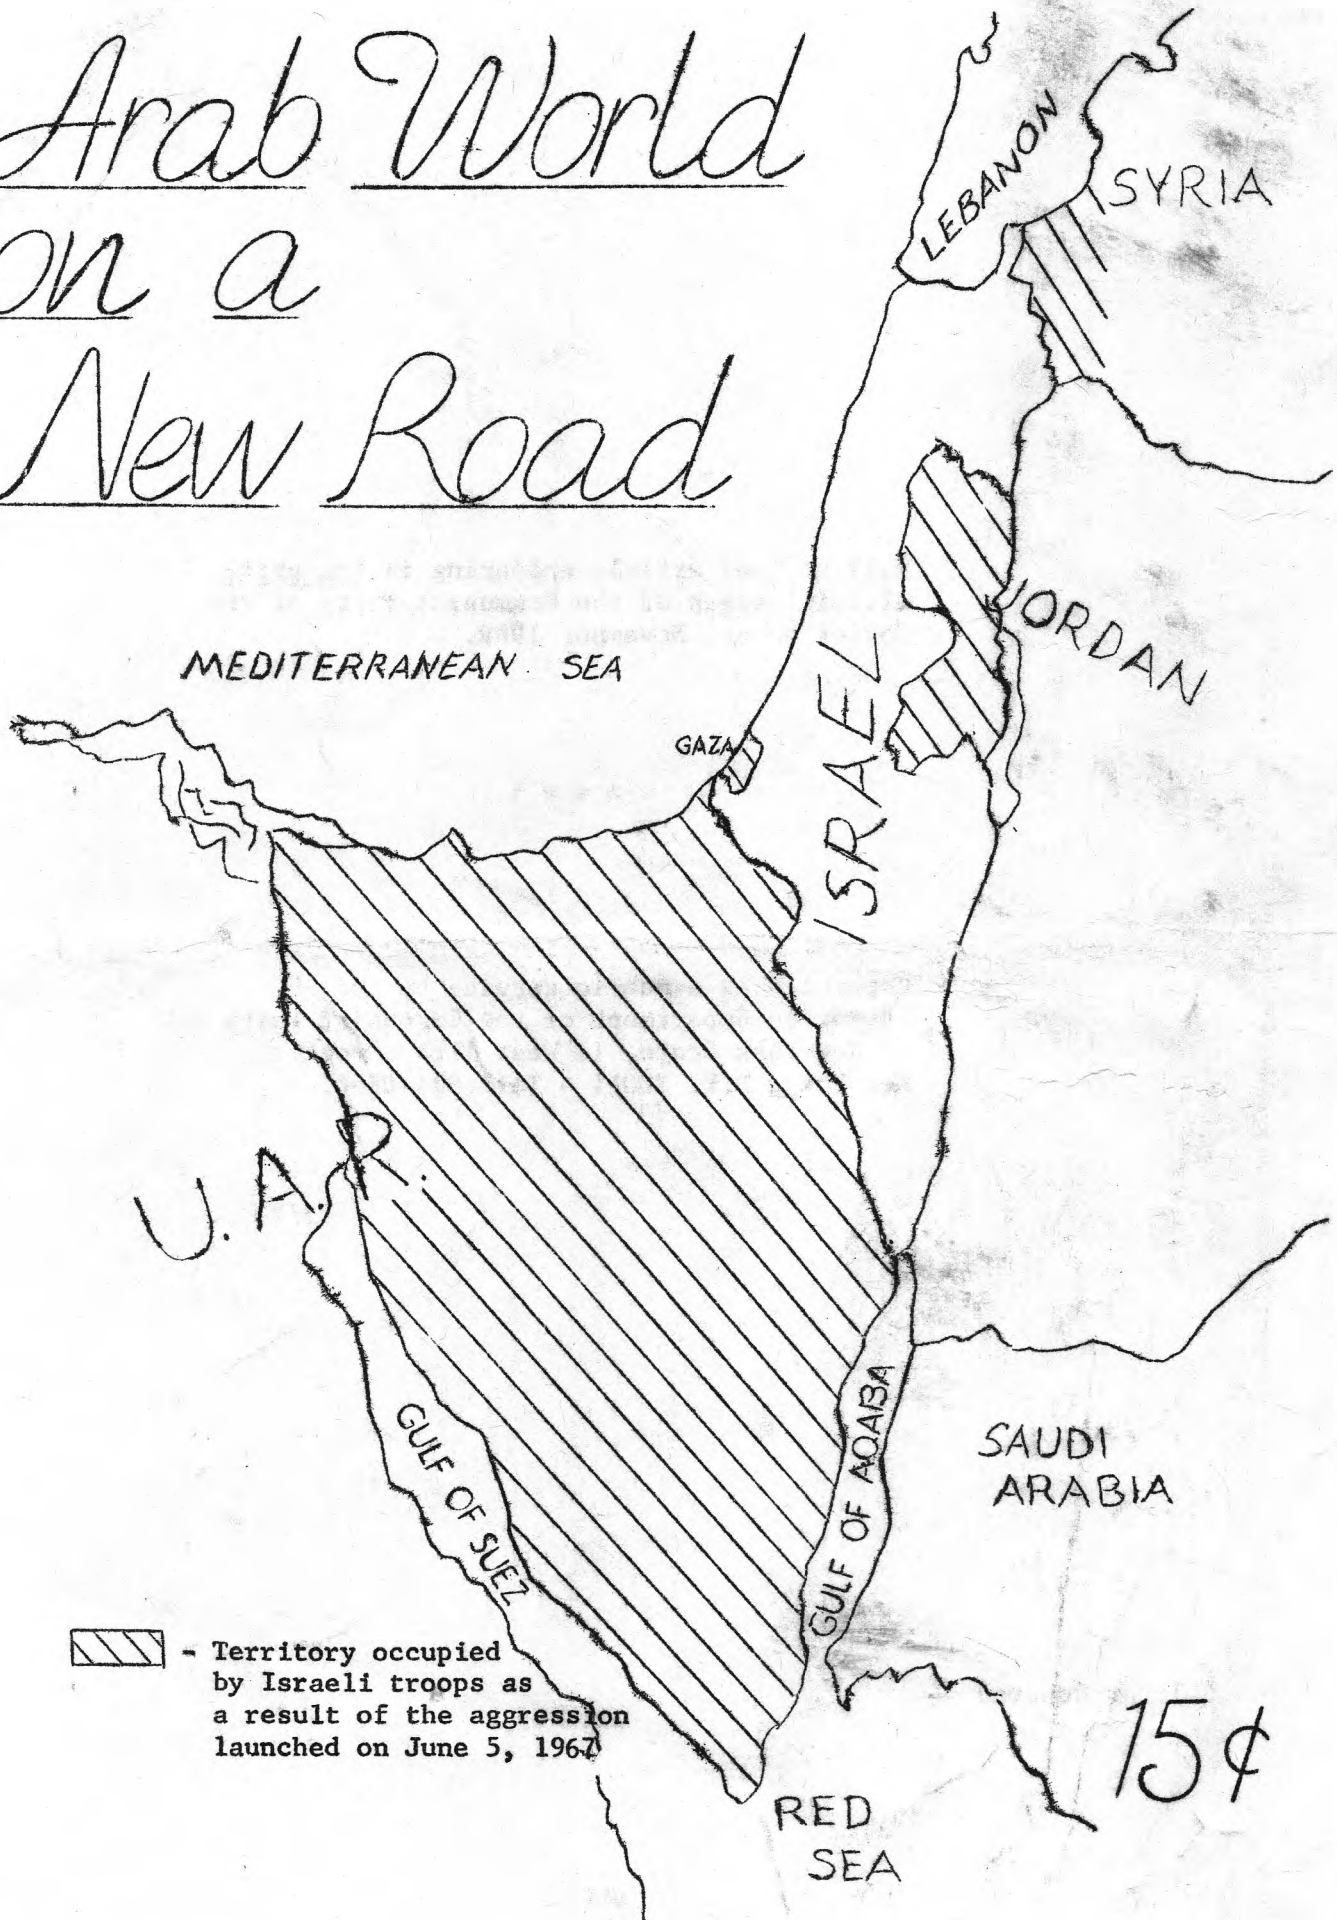 Arab World
on a
New Road
LEBANON
SYRIA
JORDAN
MEDITERRANEAN SEA
GAZA
ISRAEL
U.A.R.
GULF OF SUEZ
GULF OF AQABA
SAUDI
ARABIA
- Territory occupied
by Israeli troops as
a result of the aggression
launched on June 5, 1967
15¢
RED
SEA